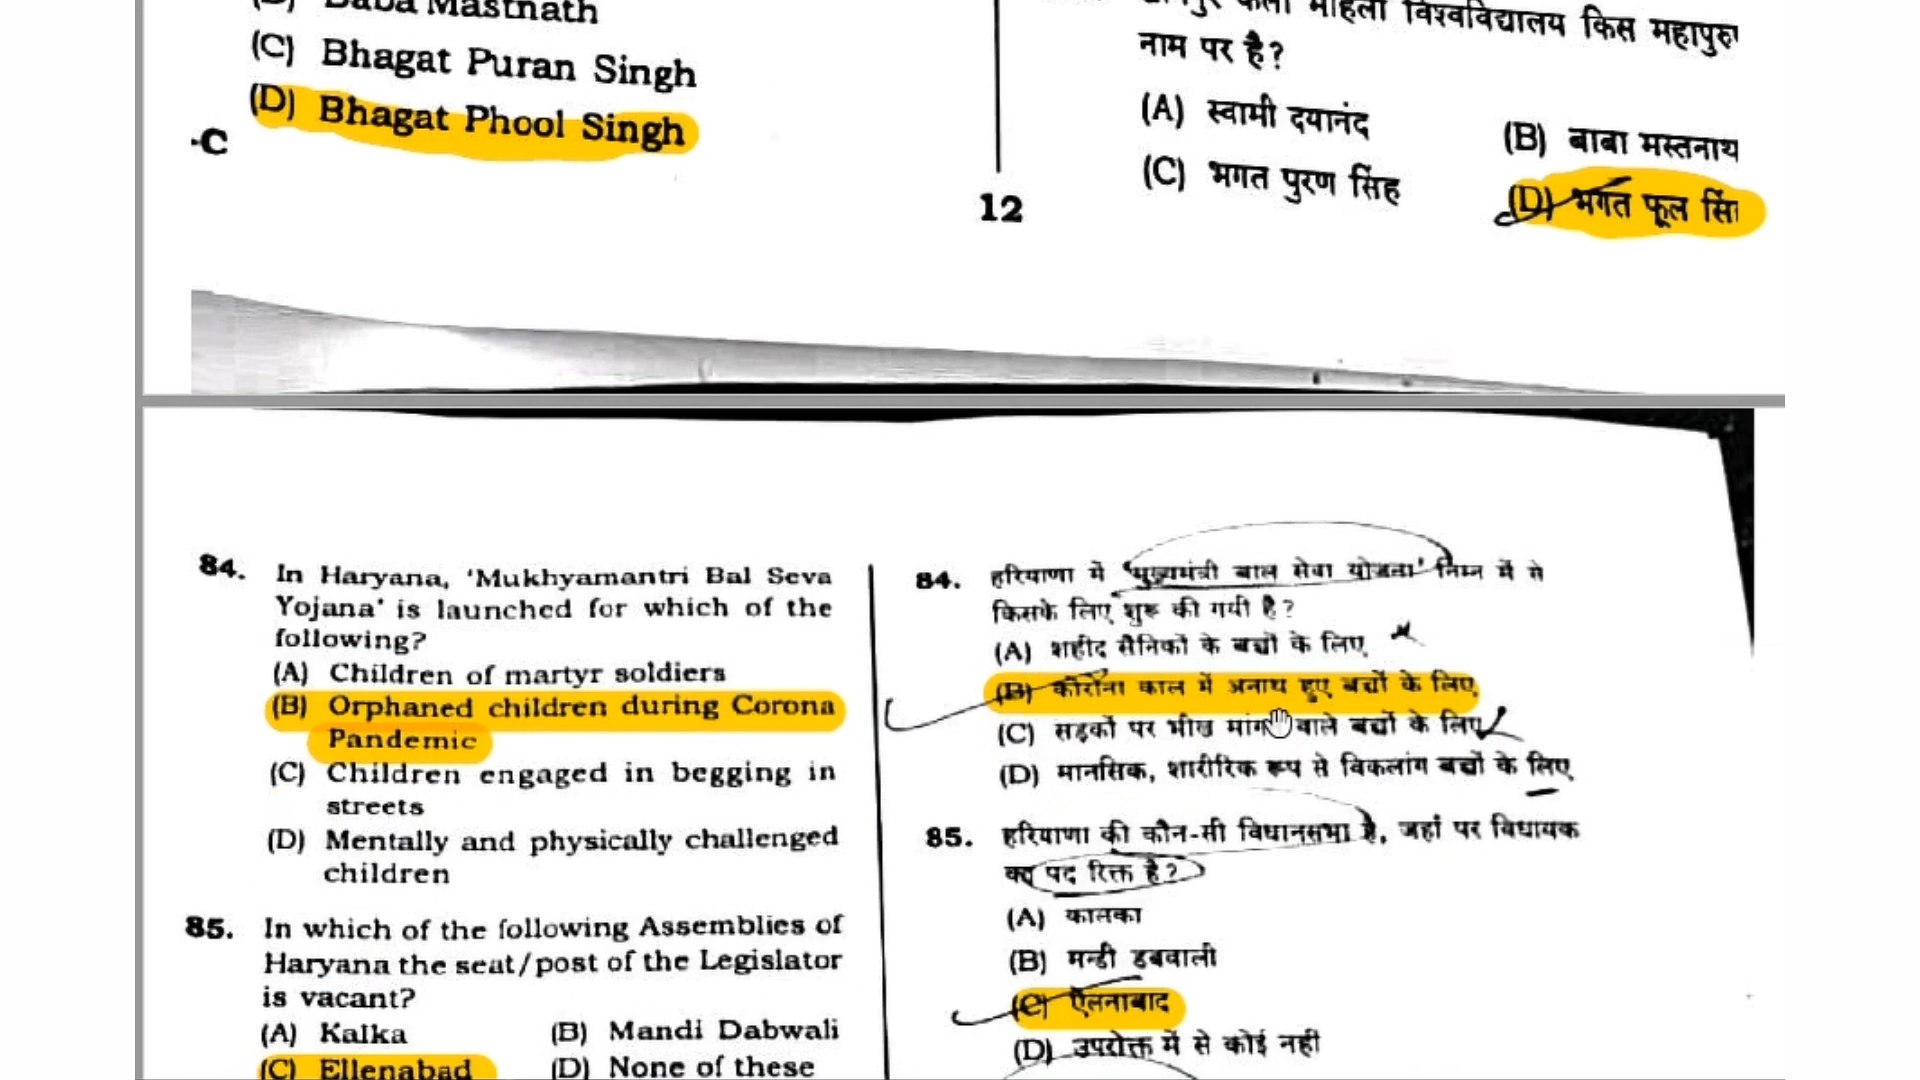 Baba Mastnath
(C) Bhagat Puran Singh
(D) Bhagat Phool Singh
-C
महिला विश्वविद्यालय किस
नाम पर है?
(A) स्वामी दयानंद
(B) बाबा मस्तनाथ
(C) भगत पुरण सिंह
(D) भगत फूल
12
84. In Haryana, ‘Mukhyamantri Bal Seva
Yojana’ is launched for which of the
following?
(A) Children of martyr soldiers
(B) Orphaned children during Corona
Pandemic
(C) Children engaged in begging in
streets
(D) Mentally and physically challenged
children
85. In which of the following Assemblies of
Haryana the seat/post of the Legislator
is vacant?
(A) Kalka (B) Mandi Dabwali
(C) Ellenabad (D) None of these
84. हरियाणा में ‘मुख्यमंत्री बाल सेवा योजना’ निम्न में से
किसके लिए शुरू की गयी है?
(A) शहीद सैनिकों के बच्चों के लिए
(B) कोरोना काल में अनाथ हुए बच्चों के लिए
(C) सड़कों पर भीख वाले बच्चों के लिए
(D) मानसिक, शारीरिक रूप से विकलांग बच्चों के लिए
85. हरियाणा की कौन-सी विधानसभा है, जहाँ पर विधायक
का पद रिक्त है?
(A) कालका
(B) मन्डी डबवाली
(C) ऐलनाबाद
(D) उपरोक्त में से कोई नहीं